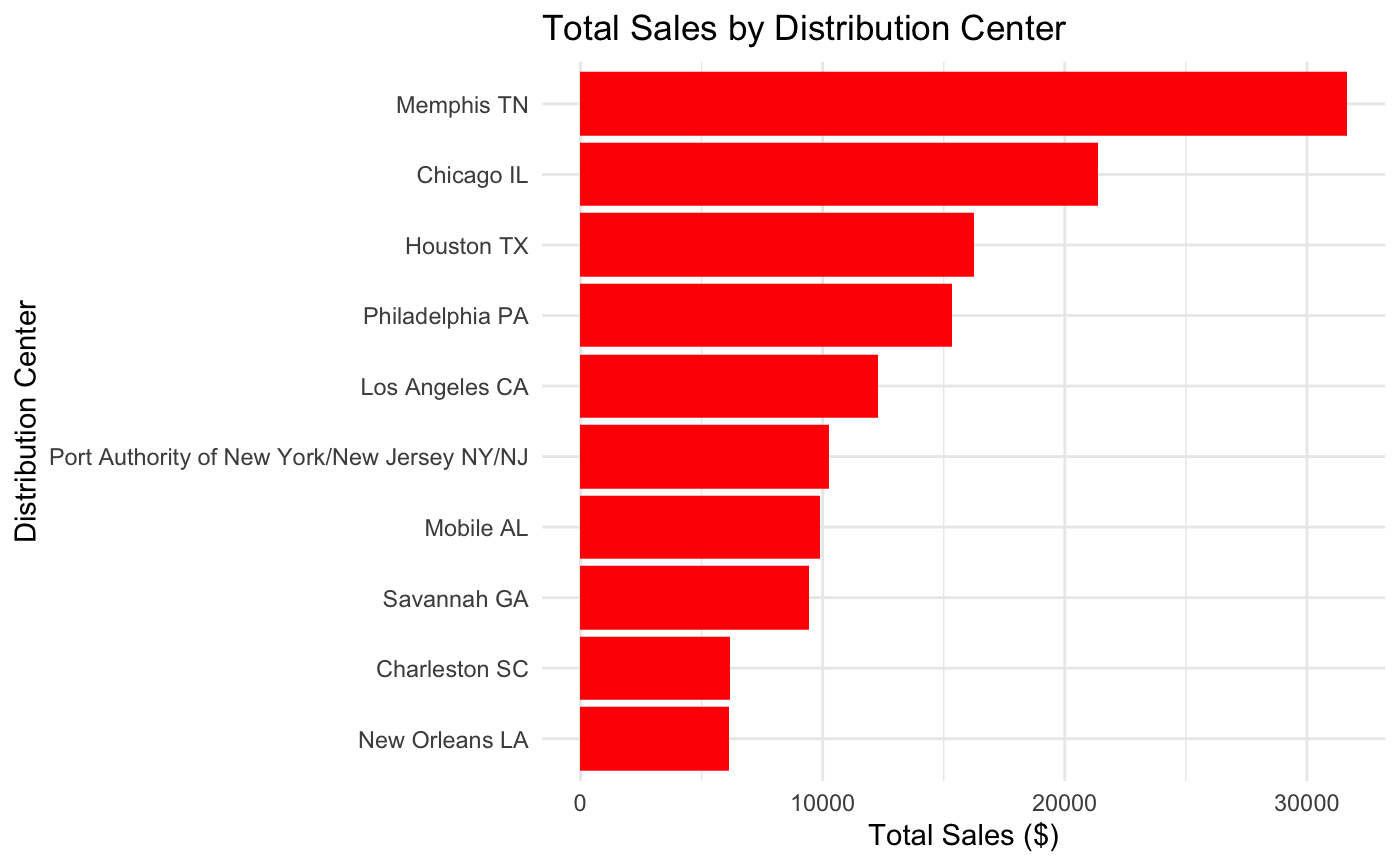 Total Sales by Distribution Center
Distribution Center
Memphis TN
Chicago IL
Houston TX
Philadelphia PA
Los Angeles CA
Port Authority of New York/New Jersey NY/NJ
Mobile AL
Savannah GA
Charleston SC
New Orleans LA
0 10000 20000 30000
Total Sales ($)